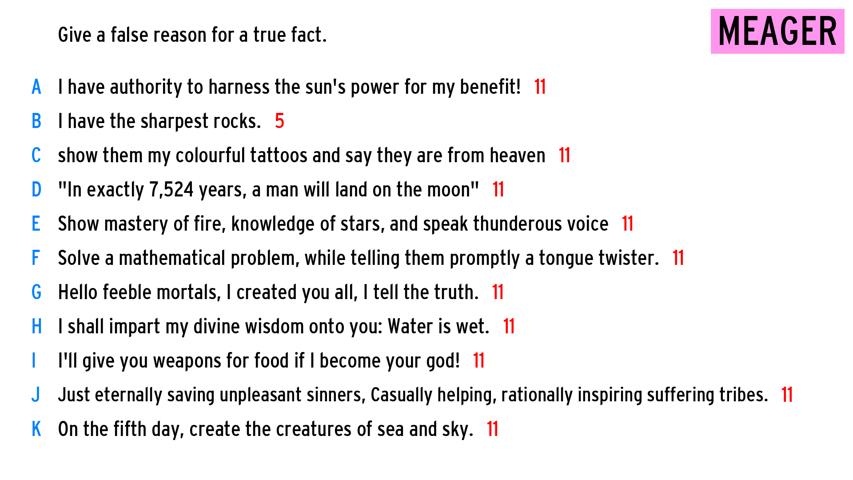 Give a false reason for a true fact.
MEAGER
A I have authority to harness the sun's power for my benefit! 11
B I have the sharpest rocks. 5
C show them my colourful tattoos and say they are from heaven 11
D "In exactly 7,524 years, a man will land on the moon" 11
E Show mastery of fire, knowledge of stars, and speak thunderous voice 11
F Solve a mathematical problem, while telling them promptly a tongue twister. 11
G Hello feeble mortals, I created you all, I tell the truth. 11
H I shall impart my divine wisdom onto you: Water is wet. 11
I I'll give you weapons for food if I become your god! 11
J Just eternally saving unpleasant sinners, Casually helping, rationally inspiring suffering tribes. 11
K On the fifth day, create the creatures of sea and sky. 11